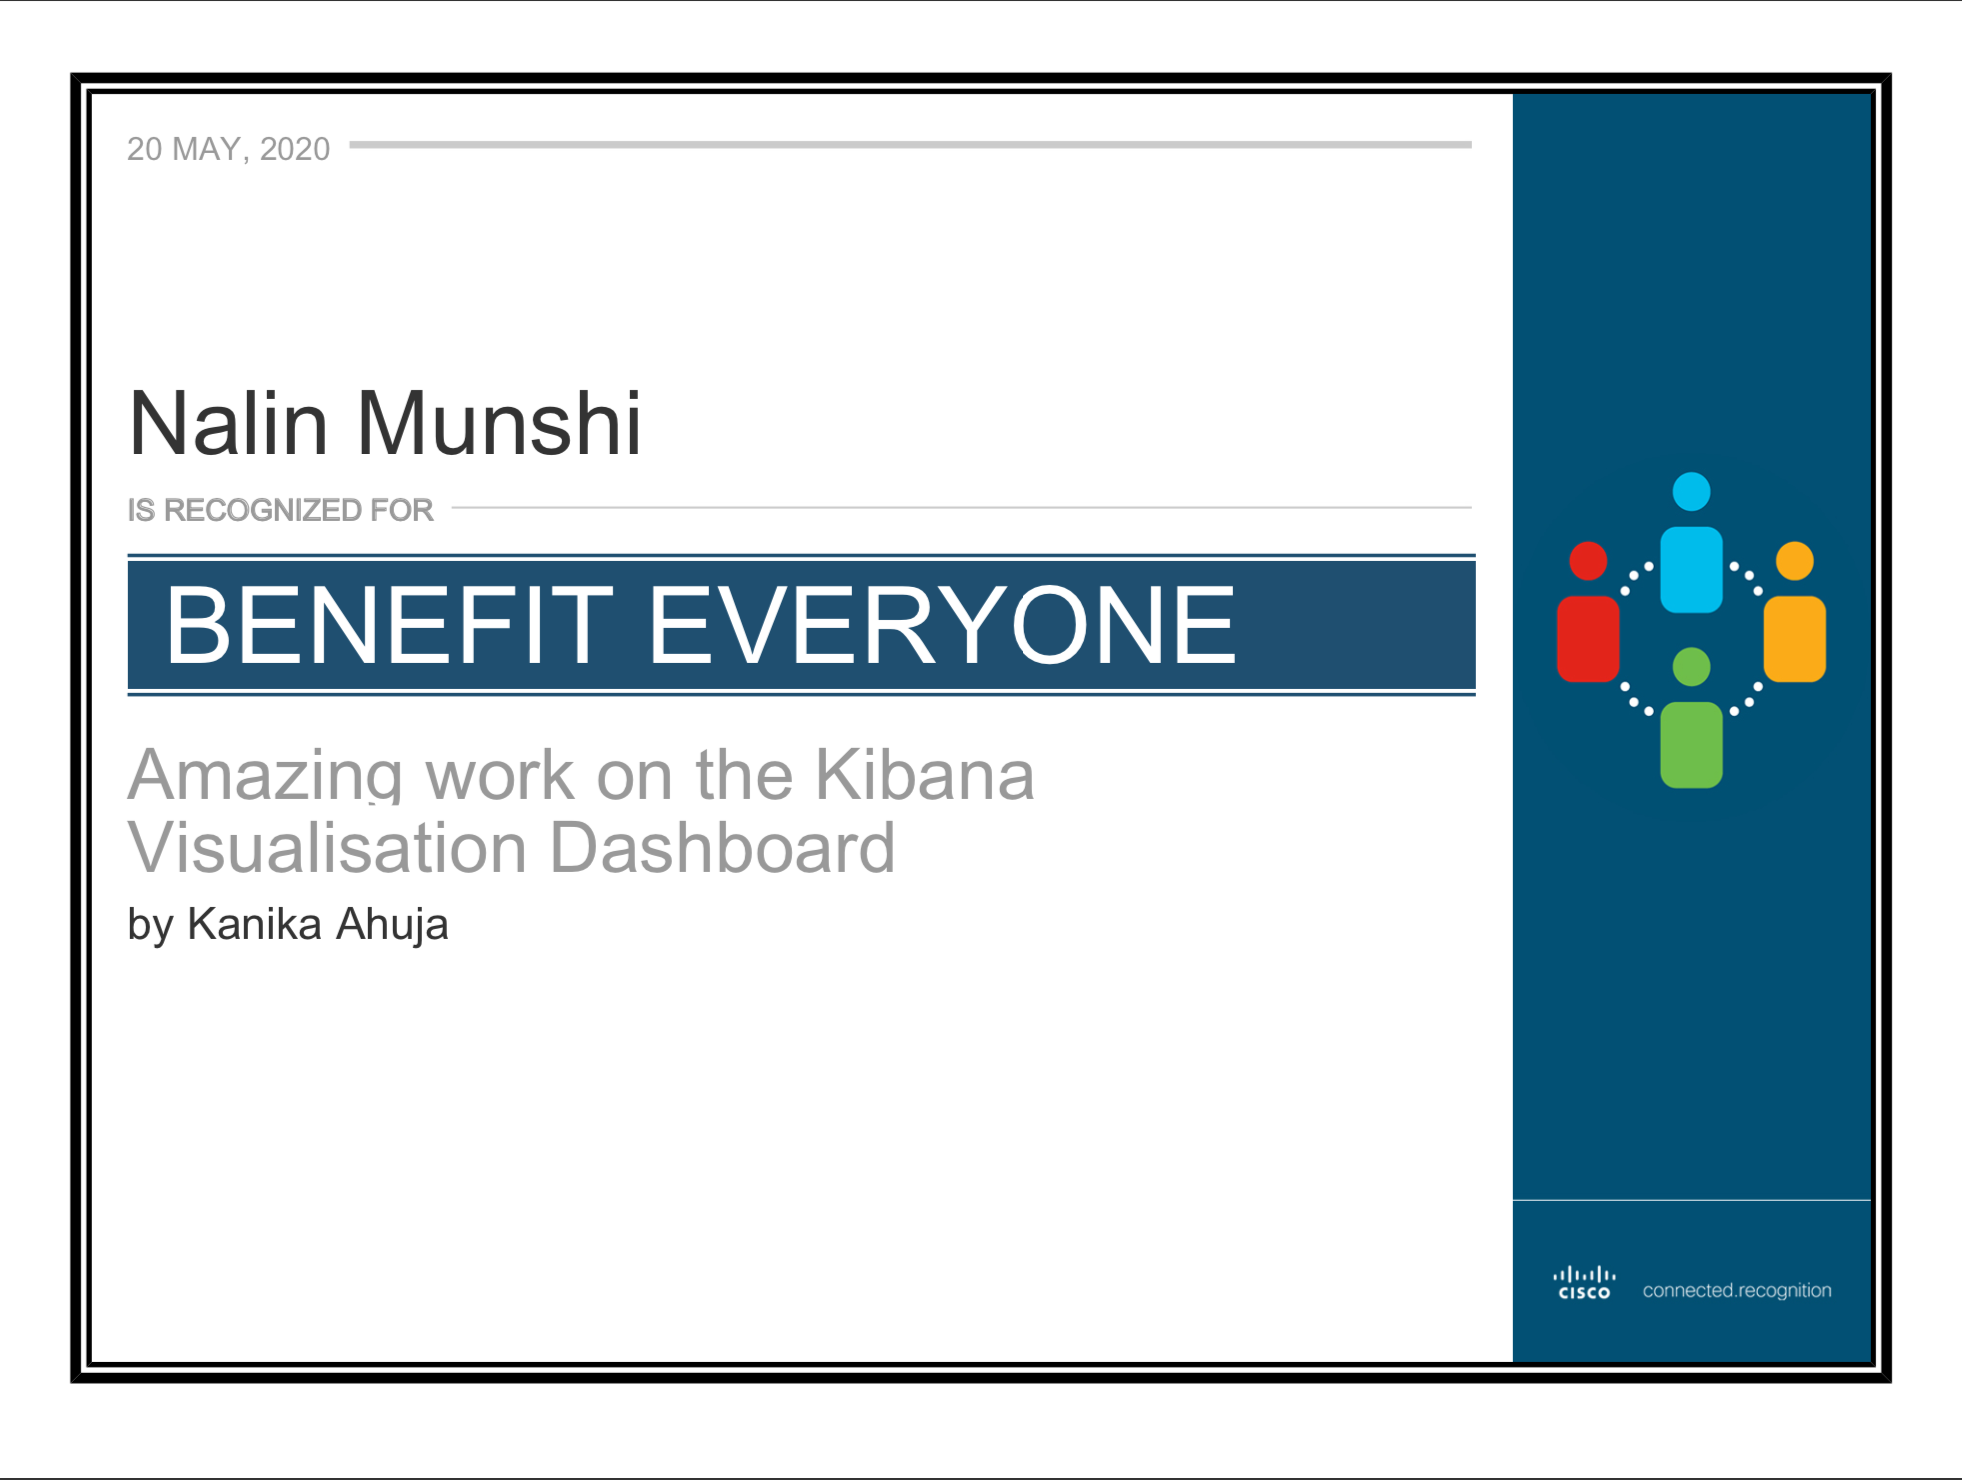 20 MAY, 2020
Nalin Munshi
IS RECOGNIZED FOR
BENEFIT EVERYONE
Amazing work on the Kibana
Visualisation Dashboard
by Kanika Ahuja
CISCO connected.recognition